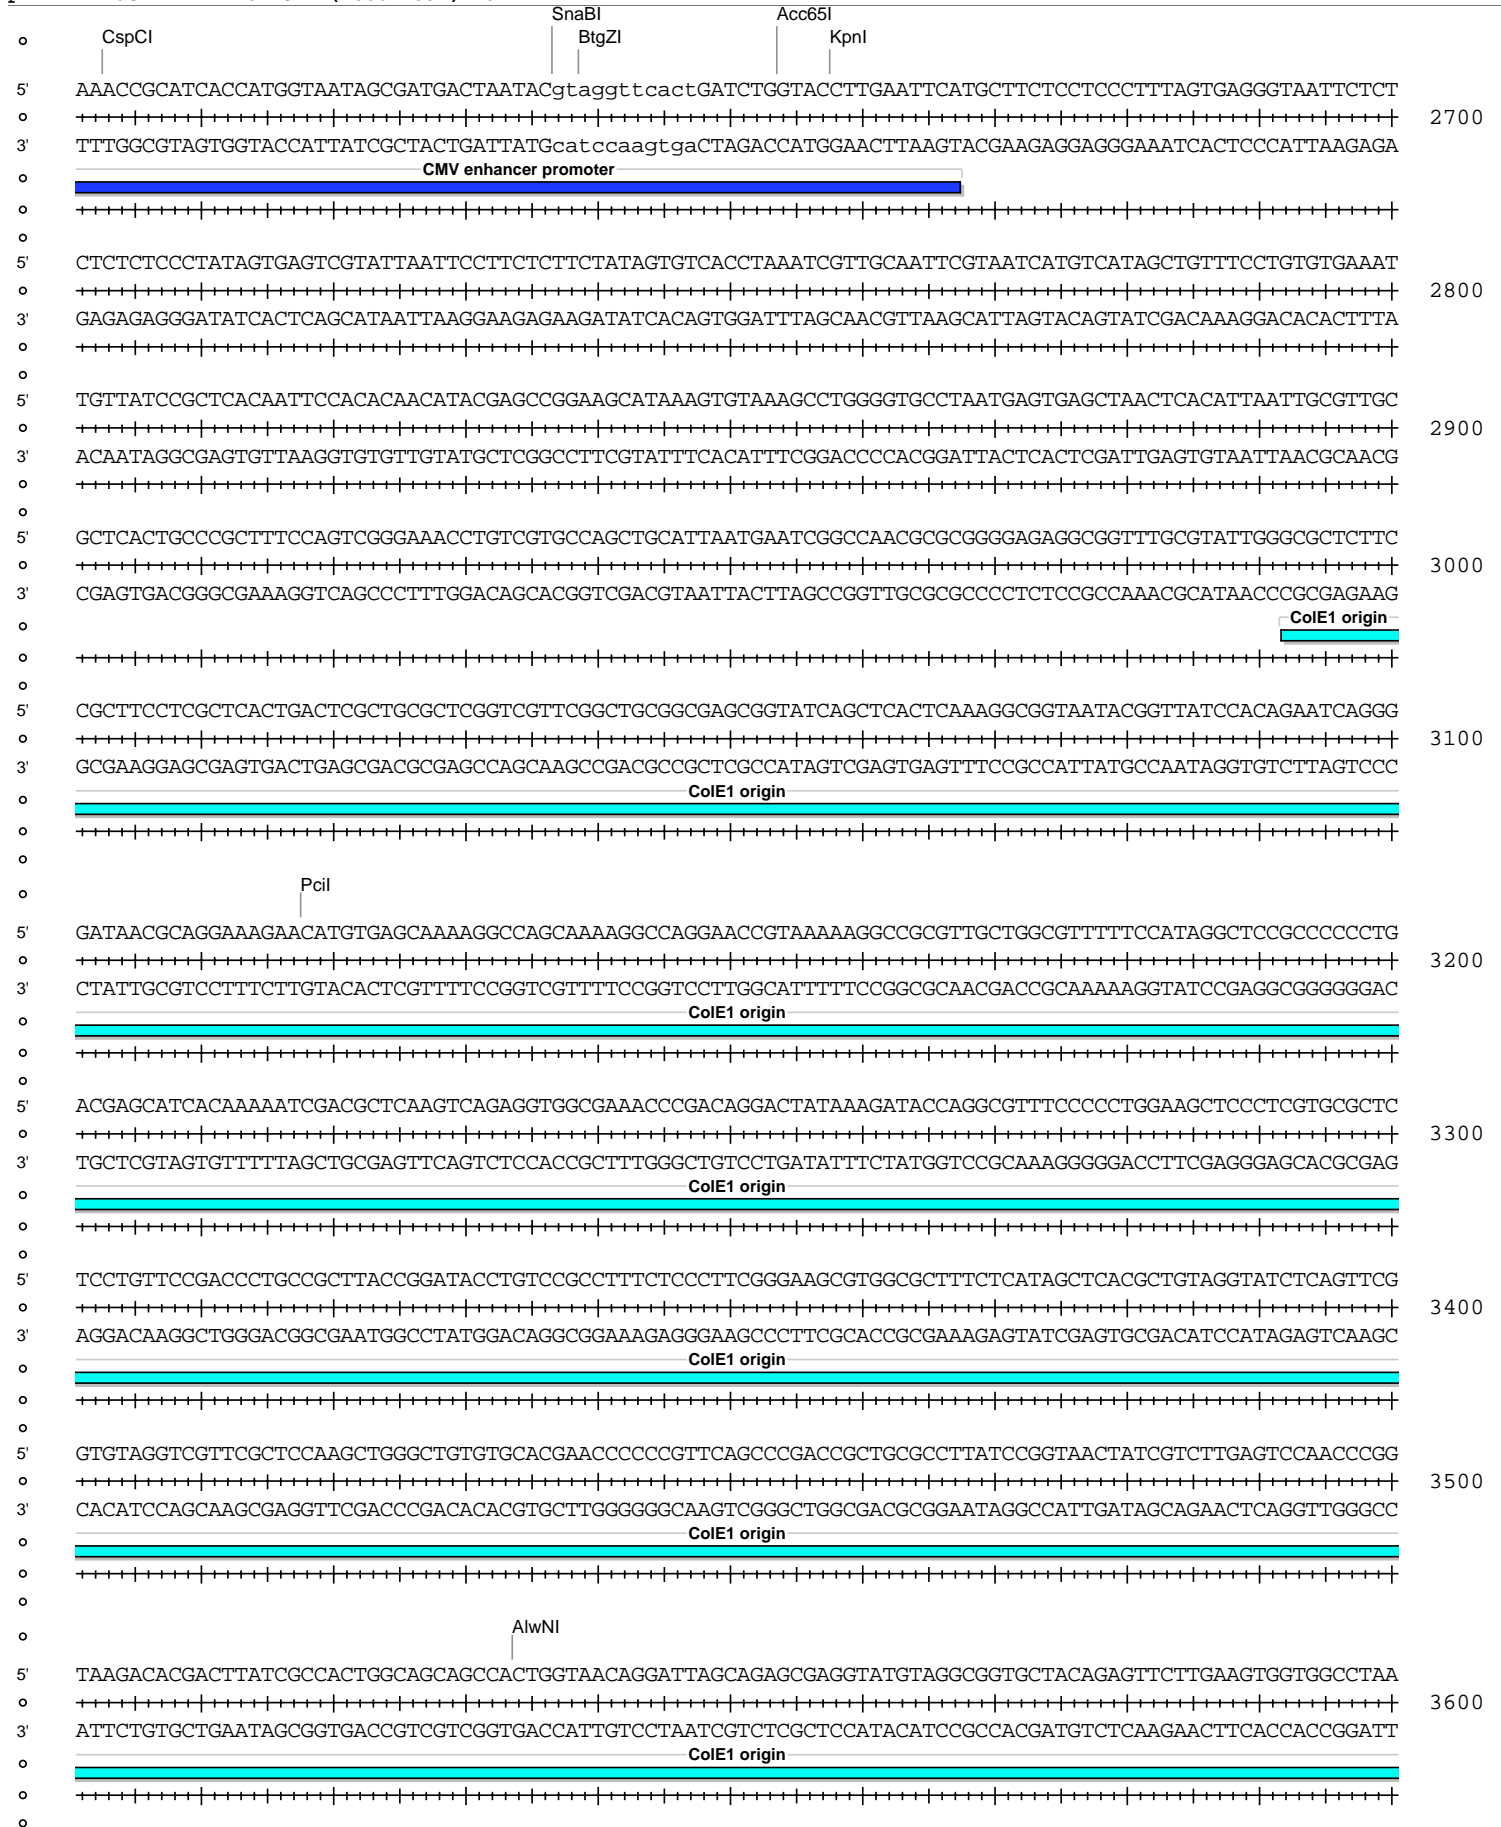 SnaBI Acc65I
CspCI BtgZI KpnI
5' AAACCGCATCACCATGGTAATAGCGATGACTAATACgtaggttcactGATCTGGTACCTTGAATTCATGCTTCTCCTCCCTTTAGTGAGGGTAATTCTCT
2700
3' TTTGGCGTAGTGGTACCATTATCGCTACTGATTATGcatccaagtgaCTAGACCATGGAACTTAAGTACGAAGAGGAGGGAAATCACTCCCATTAAGAGA
CMV enhancer promoter
5' CTCTCTCCCTATAGTGAGTCGTATTAATTCCTTCTCTTCTATAGTGTCACCTAAATCGTTGCAATTCGTAATCATGTCATAGCTGTTTCCTGTGTGAAAT
2800
3' GAGAGAGGGATATCACTCAGCATAATTAAGGAAGAGAAGATATCACAGTGGATTTAGCAACGTTAAGCATTAGTACAGTATCGACAAAGGACACACTTTA
5' TGTTATCCGCTCACAATTCCACACAACATACGAGCCGGAAGCATAAAGTGTAAAGCCTGGGGTGCCTAATGAGTGAGCTAACTCACATTAATTGCGTTGC
2900
3' ACAATAGGCGAGTGTTAAGGTGTGTTGTATGCTCGGCCTTCGTATTTCACATTTCGGACCCCACGGATTACTCACTCGATTGAGTGTAATTAACGCAACG
5' GCTCACTGCCCGCTTTCCAGTCGGGAAACCTGTCGTGCCAGCTGCATTAATGAATCGGCCAACGCGCGGGGAGAGGCGGTTTGCGTATTGGGCGCTCTTC
3000
3' CGAGTGACGGGCGAAAGGTCAGCCCTTTGGACAGCACGGTCGACGTAATTACTTAGCCGGTTGCGCGCCCCTCTCCGCCAAACGCATAACCCGCGAGAAG
ColE1 origin
5' CGCTTCCTCGCTCACTGACTCGCTGCGCTCGGTCGTTCGGCTGCGGCGAGCGGTATCAGCTCACTCAAAGGCGGTAATACGGTTATCCACAGAATCAGGG
3100
3' GCGAAGGAGCGAGTGACTGAGCGACGCGAGCCAGCAAGCCGACGCCGCTCGCCATAGTCGAGTGAGTTTCCGCCATTATGCCAATAGGTGTCTTAGTCCC
ColE1 origin
PciI
5' GATAACGCAGGAAAGAACATGTGAGCAAAAGGCCAGCAAAAGGCCAGGAACCGTAAAAAGGCCGCGTTGCTGGCGTTTTTCCATAGGCTCCGCCCCCCTG
3200
3' CTATTGCGTCCTTTCTTGTACACTCGTTTTCCGGTCGTTTTCCGGTCCTTGGCATTTTTCCGGCGCAACGACCGCAAAAAGGTATCCGAGGCGGGGGGAC
ColE1 origin
5' ACGAGCATCACAAAAATCGACGCTCAAGTCAGAGGTGGCGAAACCCGACAGGACTATAAAGATACCAGGCGTTTCCCCCTGGAAGCTCCCTCGTGCGCTC
3300
3' TGCTCGTAGTGTTTTTAGCTGCGAGTTCAGTCTCCACCGCTTTGGGCTGTCCTGATATTTCTATGGTCCGCAAAGGGGGACCTTCGAGGGAGCACGCGAG
ColE1 origin
5' TCCTGTTCCGACCCTGCCGCTTACCGGATACCTGTCCGCCTTTCTCCCTTCGGGAAGCGTGGCGCTTTCTCATAGCTCACGCTGTAGGTATCTCAGTTCG
3400
3' AGGACAAGGCTGGGACGGCGAATGGCCTATGGACAGGCGGAAAGAGGGAAGCCCTTCGCACCGCGAAAGAGTATCGAGTGCGACATCCATAGAGTCAAGC
ColE1 origin
5' GTGTAGGTCGTTCGCTCCAAGCTGGGCTGTGTGCACGAACCCCCCGTTCAGCCCGACCGCTGCGCCTTATCCGGTAACTATCGTCTTGAGTCCAACCCGG
3500
3' CACATCCAGCAAGCGAGGTTCGACCCGACACACGTGCTTGGGGGGCAAGTCGGGCTGGCGACGCGGAATAGGCCATTGATAGCAGAACTCAGGTTGGGCC
ColE1 origin
AlwNI
5' TAAGACACGACTTATCGCCACTGGCAGCAGCCACTGGTAACAGGATTAGCAGAGCGAGGTATGTAGGCGGTGCTACAGAGTTCTTGAAGTGGTGGCCTAA
3600
3' ATTCTGTGCTGAATAGCGGTGACCGTCGTCGGTGACCATTGTCCTAATCGTCTCGCTCCATACATCCGCCACGATGTCTCAAGAACTTCACCACCGGATT
ColE1 origin